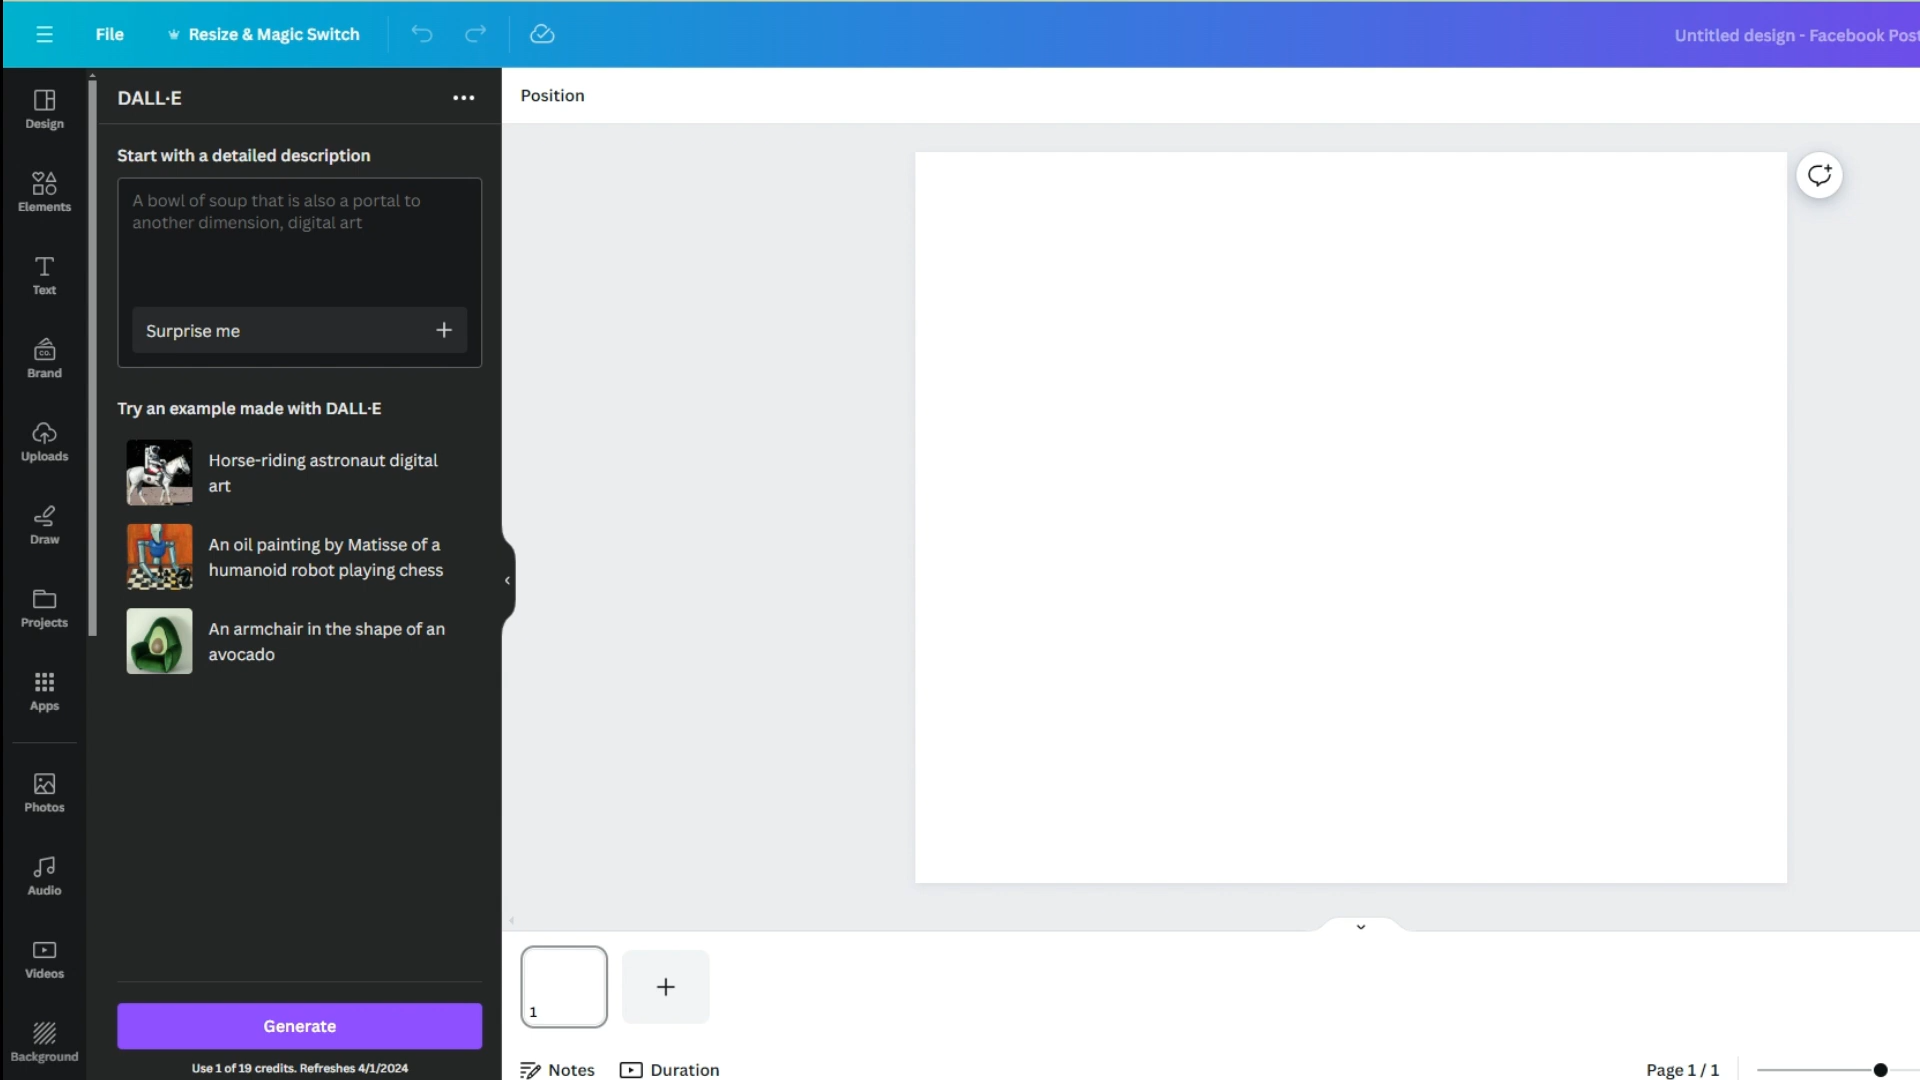 File
Resize & Magic Switch
Untitled design - Facebook Post
Design
Elements
Text
CO.
Brand
Uploads
Draw
Projects
Apps
Photos
Audio
Videos
Background
DALL·E
Start with a detailed description
A bowl of soup that is also a portal to
another dimension, digital art
Surprise me
Try an example made with DALL·E
Horse-riding astronaut digital
art
An oil painting by Matisse of a
humanoid robot playing chess
An armchair in the shape of an
avocado
Generate
Use 1 of 19 credits. Refreshes 4/1/2024
Position
1
Notes
Duration
Page 1 / 1